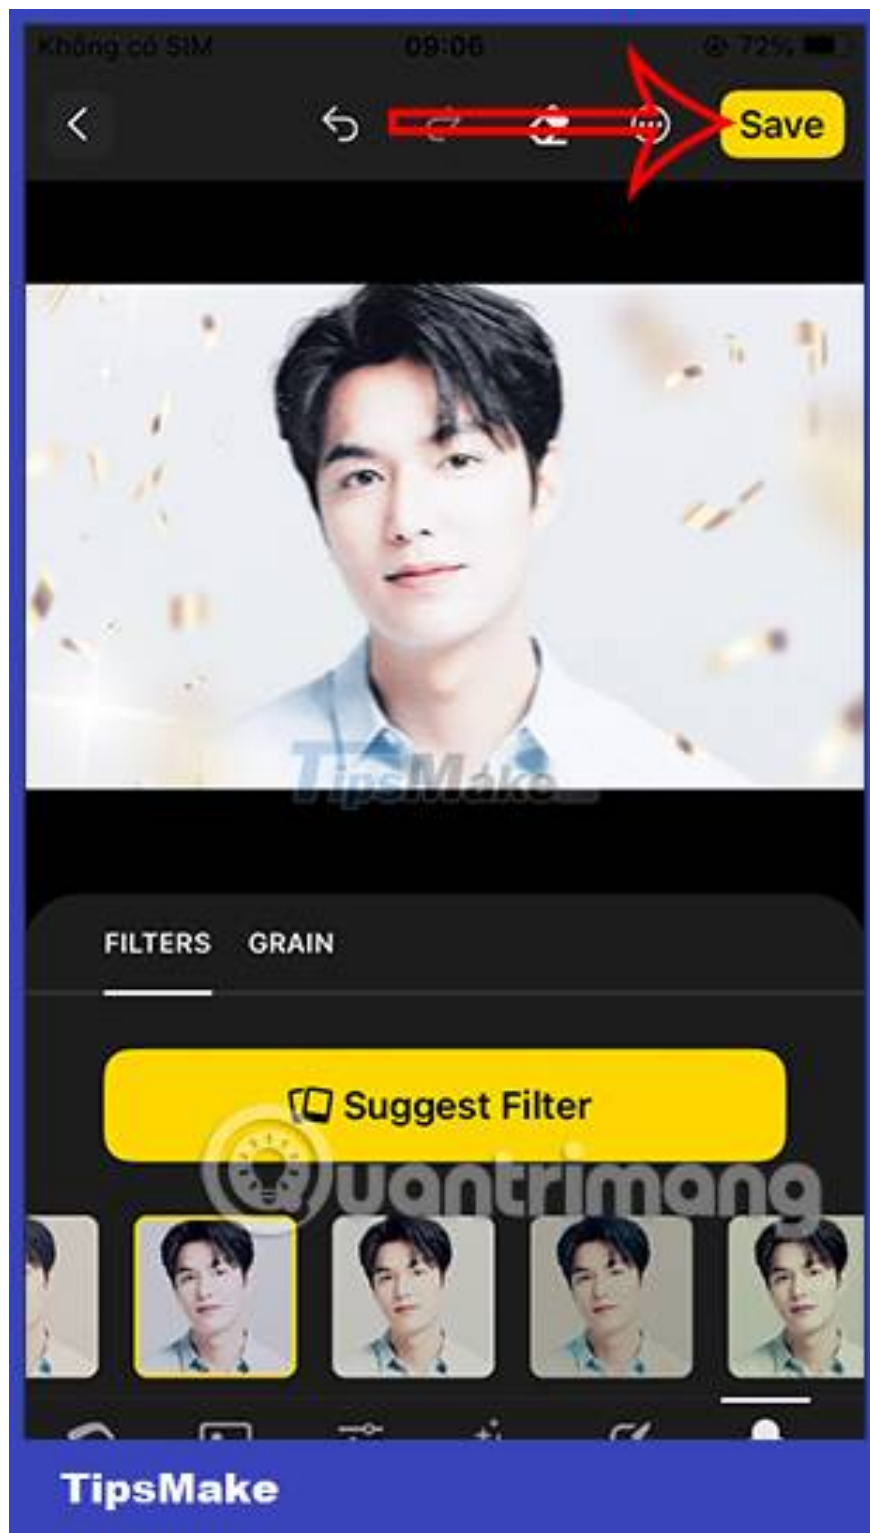 Không có SIM 09:06 72%
Save
TipsMake
FILTERS GRAIN
Suggest Filter
Quantrimang
TipsMake